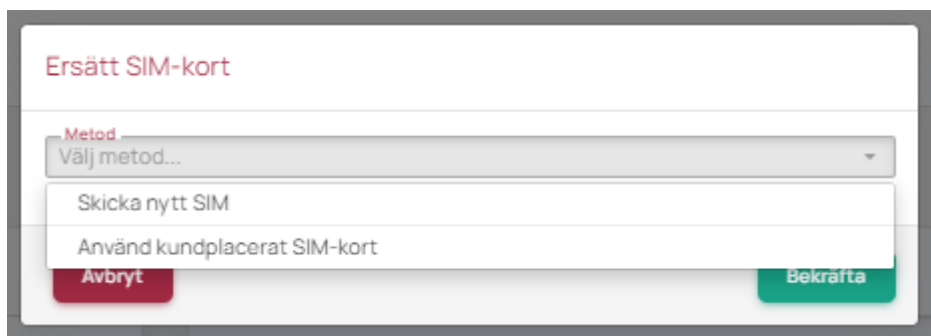 Ersätt SIM-kort
Metod
Välj metod...
Skicka nytt SIM
Använd kundplacerat SIM-kort
Avbryt
Bekräfta